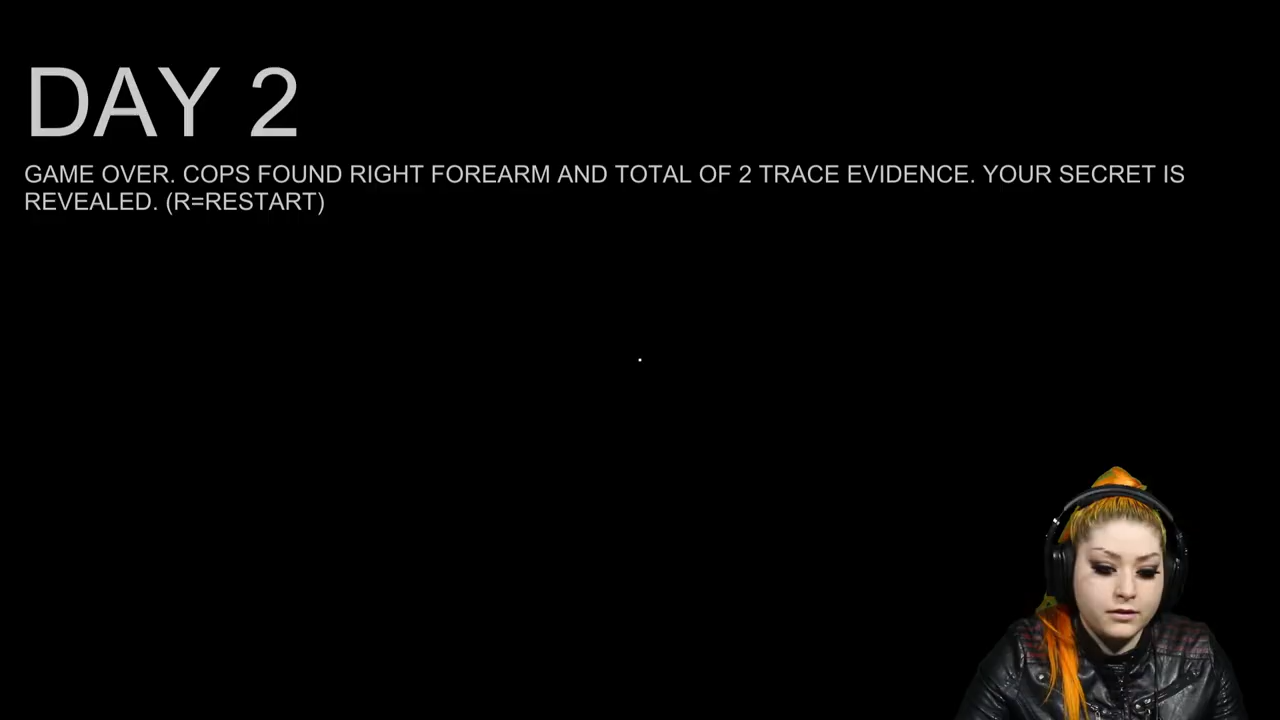 DAY 2
GAME OVER. COPS FOUND RIGHT FOREARM AND TOTAL OF 2 TRACE EVIDENCE. YOUR SECRET IS
REVEALED. (R=RESTART)